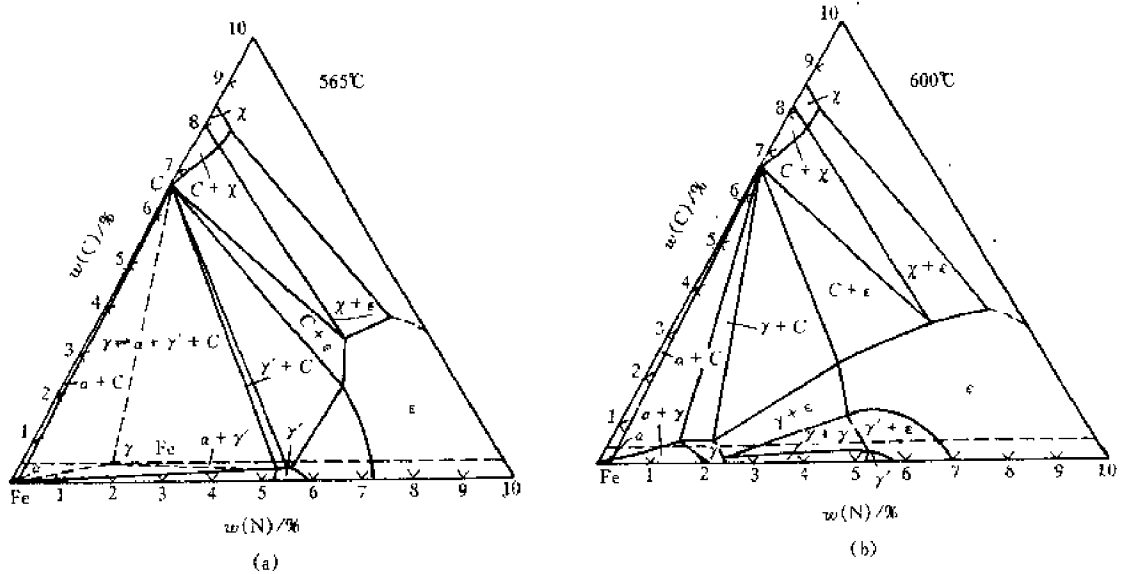 565℃
10
9
8
7
C
6
5
4
3
2
1
w(C)/%
χ
C + χ
χ + ε
C + ε
γ′ + C
γ ⇌ α + γ′ + C
α + C
γ
Fe
α + γ′
γ′
ε
α
Fe
1
2
3
4
5
6
7
8
9
10
w(N)/%
(a)
600℃
10
9
8
7
6
5
4
3
2
1
w(C)/%
χ
C + χ
χ + ε
C + ε
γ + C
α + C
ε
γ + ε
γ′ + ε
γ′ + γ
α + γ
α
γ
γ′
Fe
1
2
3
4
5
6
7
8
9
10
w(N)/%
(b)